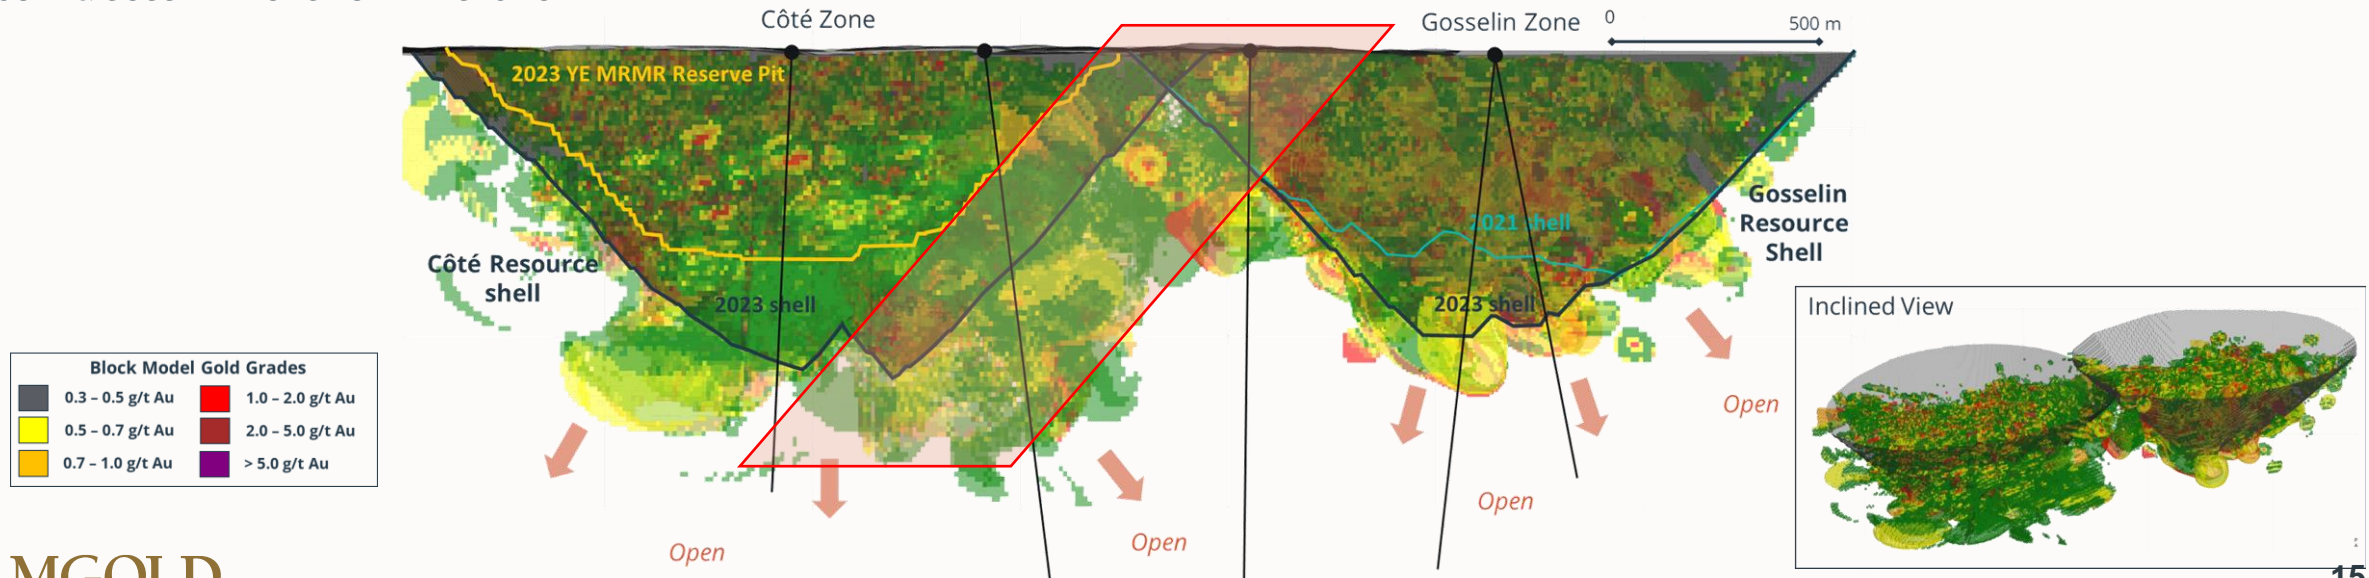 Côté Zone
Gosselin Zone
0
500 m
2023 YE MRMR Reserve Pit
2021 shell
Gosselin
Resource
Shell
Côté Resource
shell
2023 shell
2023 shell
Inclined View
Block Model Gold Grades
0.3 – 0.5 g/t Au
1.0 – 2.0 g/t Au
0.5 – 0.7 g/t Au
2.0 – 5.0 g/t Au
0.7 – 1.0 g/t Au
> 5.0 g/t Au
Open
Open
Open
Open
MGOLD
15